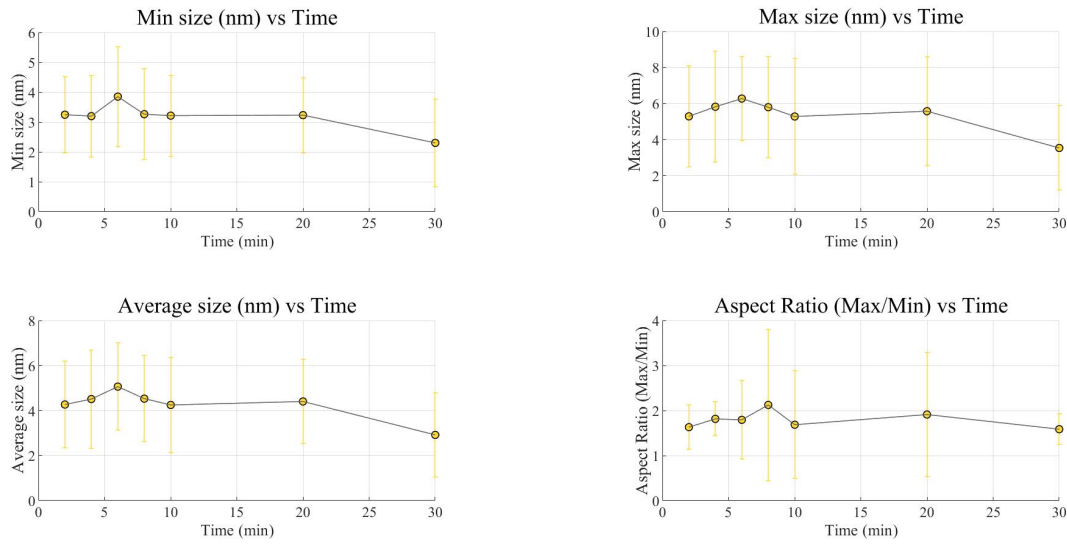 Min size (nm) vs Time
6
5
4
3
2
1
0
Min size (nm)
0 5 10 15 20 25 30
Time (min)
Max size (nm) vs Time
10
8
6
4
2
0
Max size (nm)
0 5 10 15 20 25 30
Time (min)
Average size (nm) vs Time
8
6
4
2
0
Average size (nm)
0 5 10 15 20 25 30
Time (min)
Aspect Ratio (Max/Min) vs Time
4
3
2
1
0
Aspect Ratio (Max/Min)
0 5 10 15 20 25 30
Time (min)